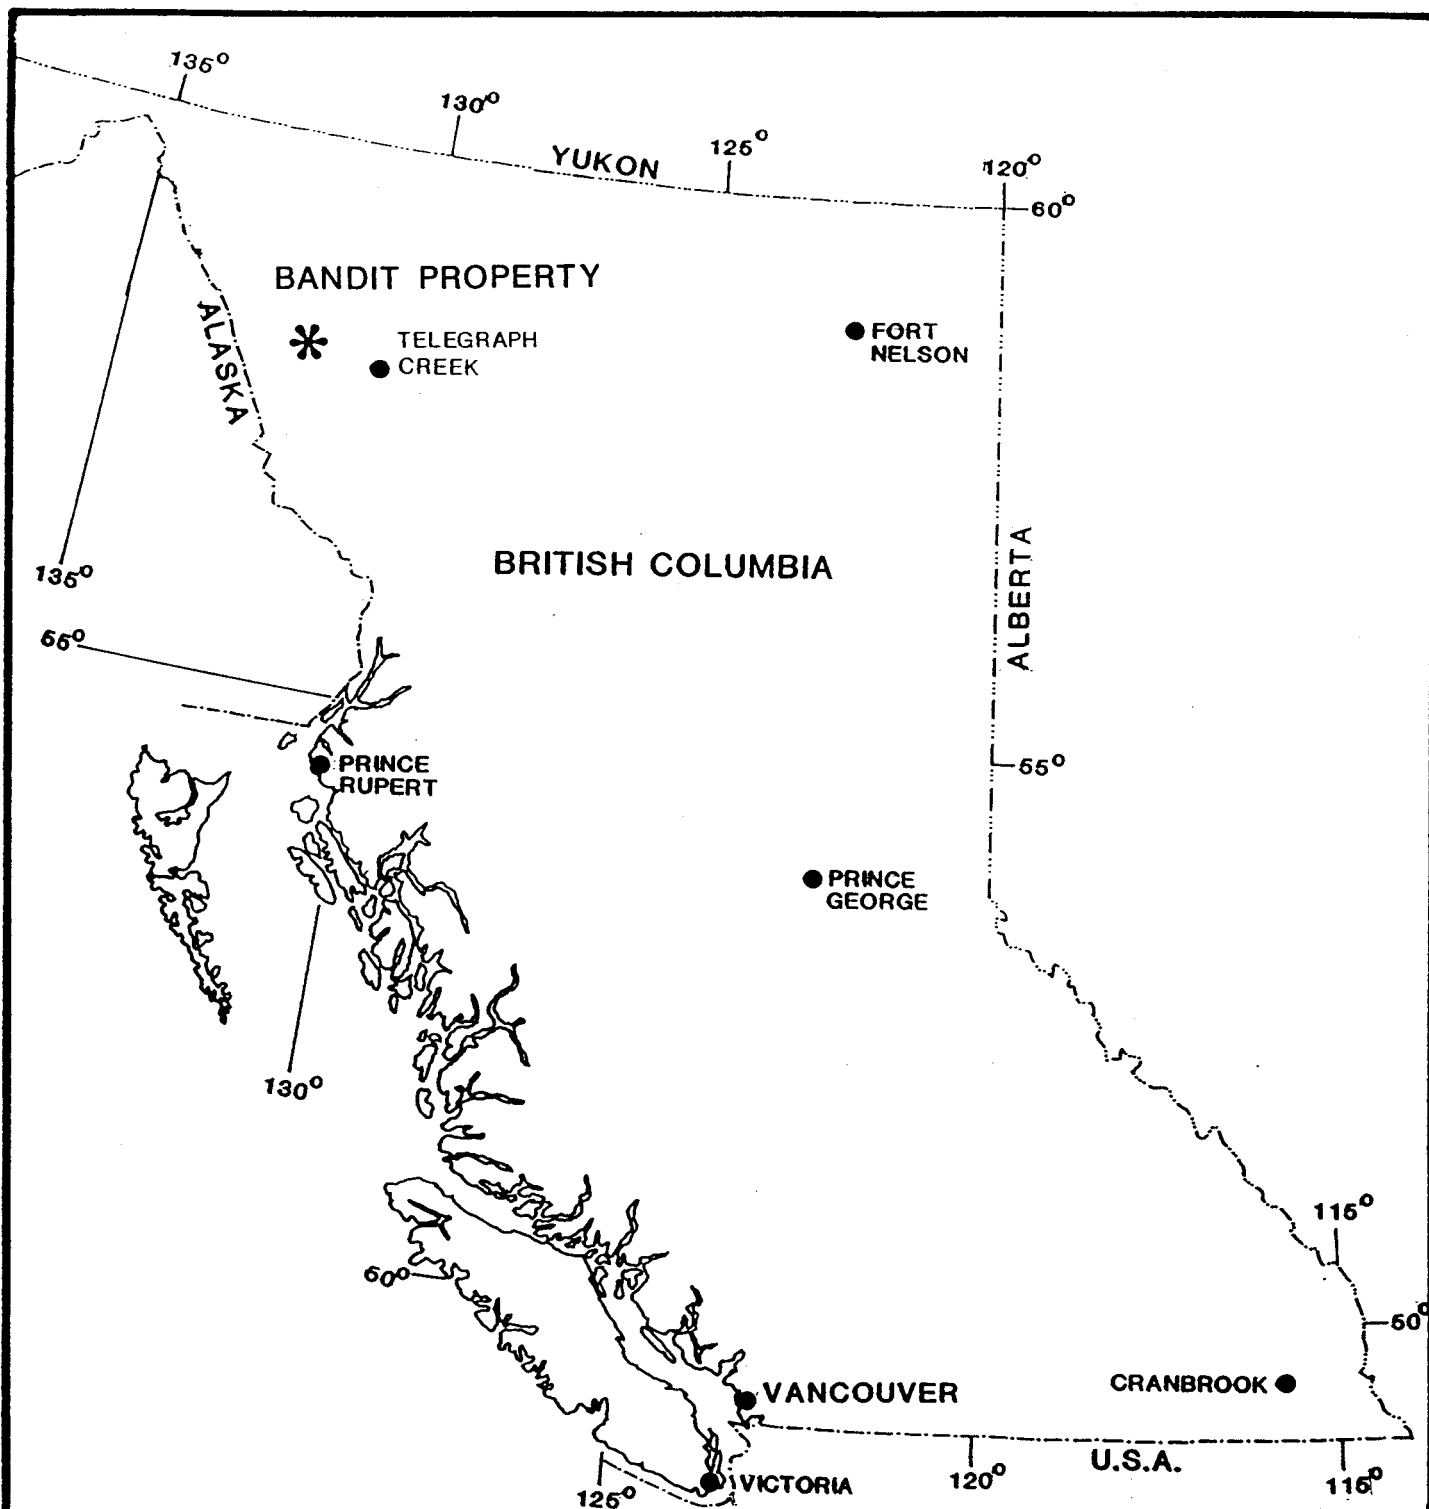 135°
130°
YUKON
125°
120°
60°
BANDIT PROPERTY
ALASKA
TELEGRAPH
CREEK
FORT
NELSON
135°
BRITISH COLUMBIA
ALBERTA
55°
PRINCE
RUPERT
55°
PRINCE
GEORGE
130°
115°
50°
50°
CRANBROOK
VANCOUVER
U.S.A.
120°
115°
125°
VICTORIA